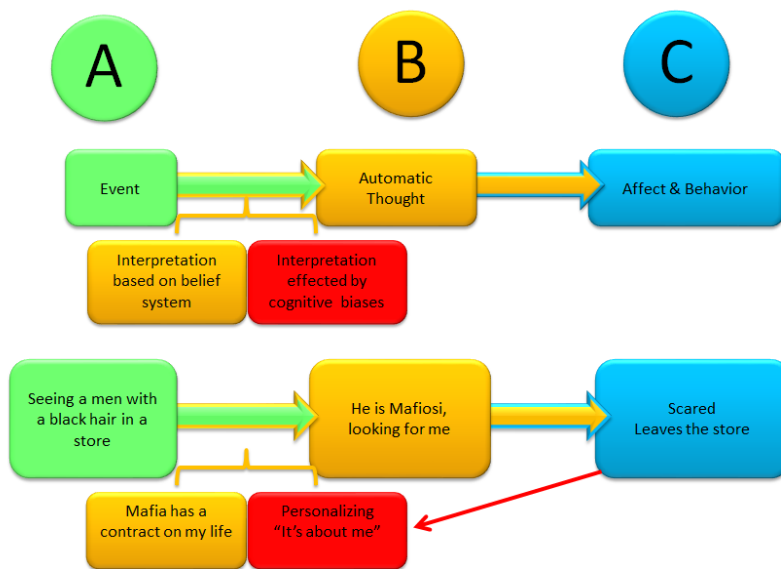 A
B
C
Event
Automatic
Thought
Affect & Behavior
Interpretation
based on belief
system
Interpretation
effected by
cognitive biases
Seeing a men with
a black hair in a
store
He is Mafiosi,
looking for me
Scared
Leaves the store
Mafia has a
contract on my life
Personalizing
“It’s about me”